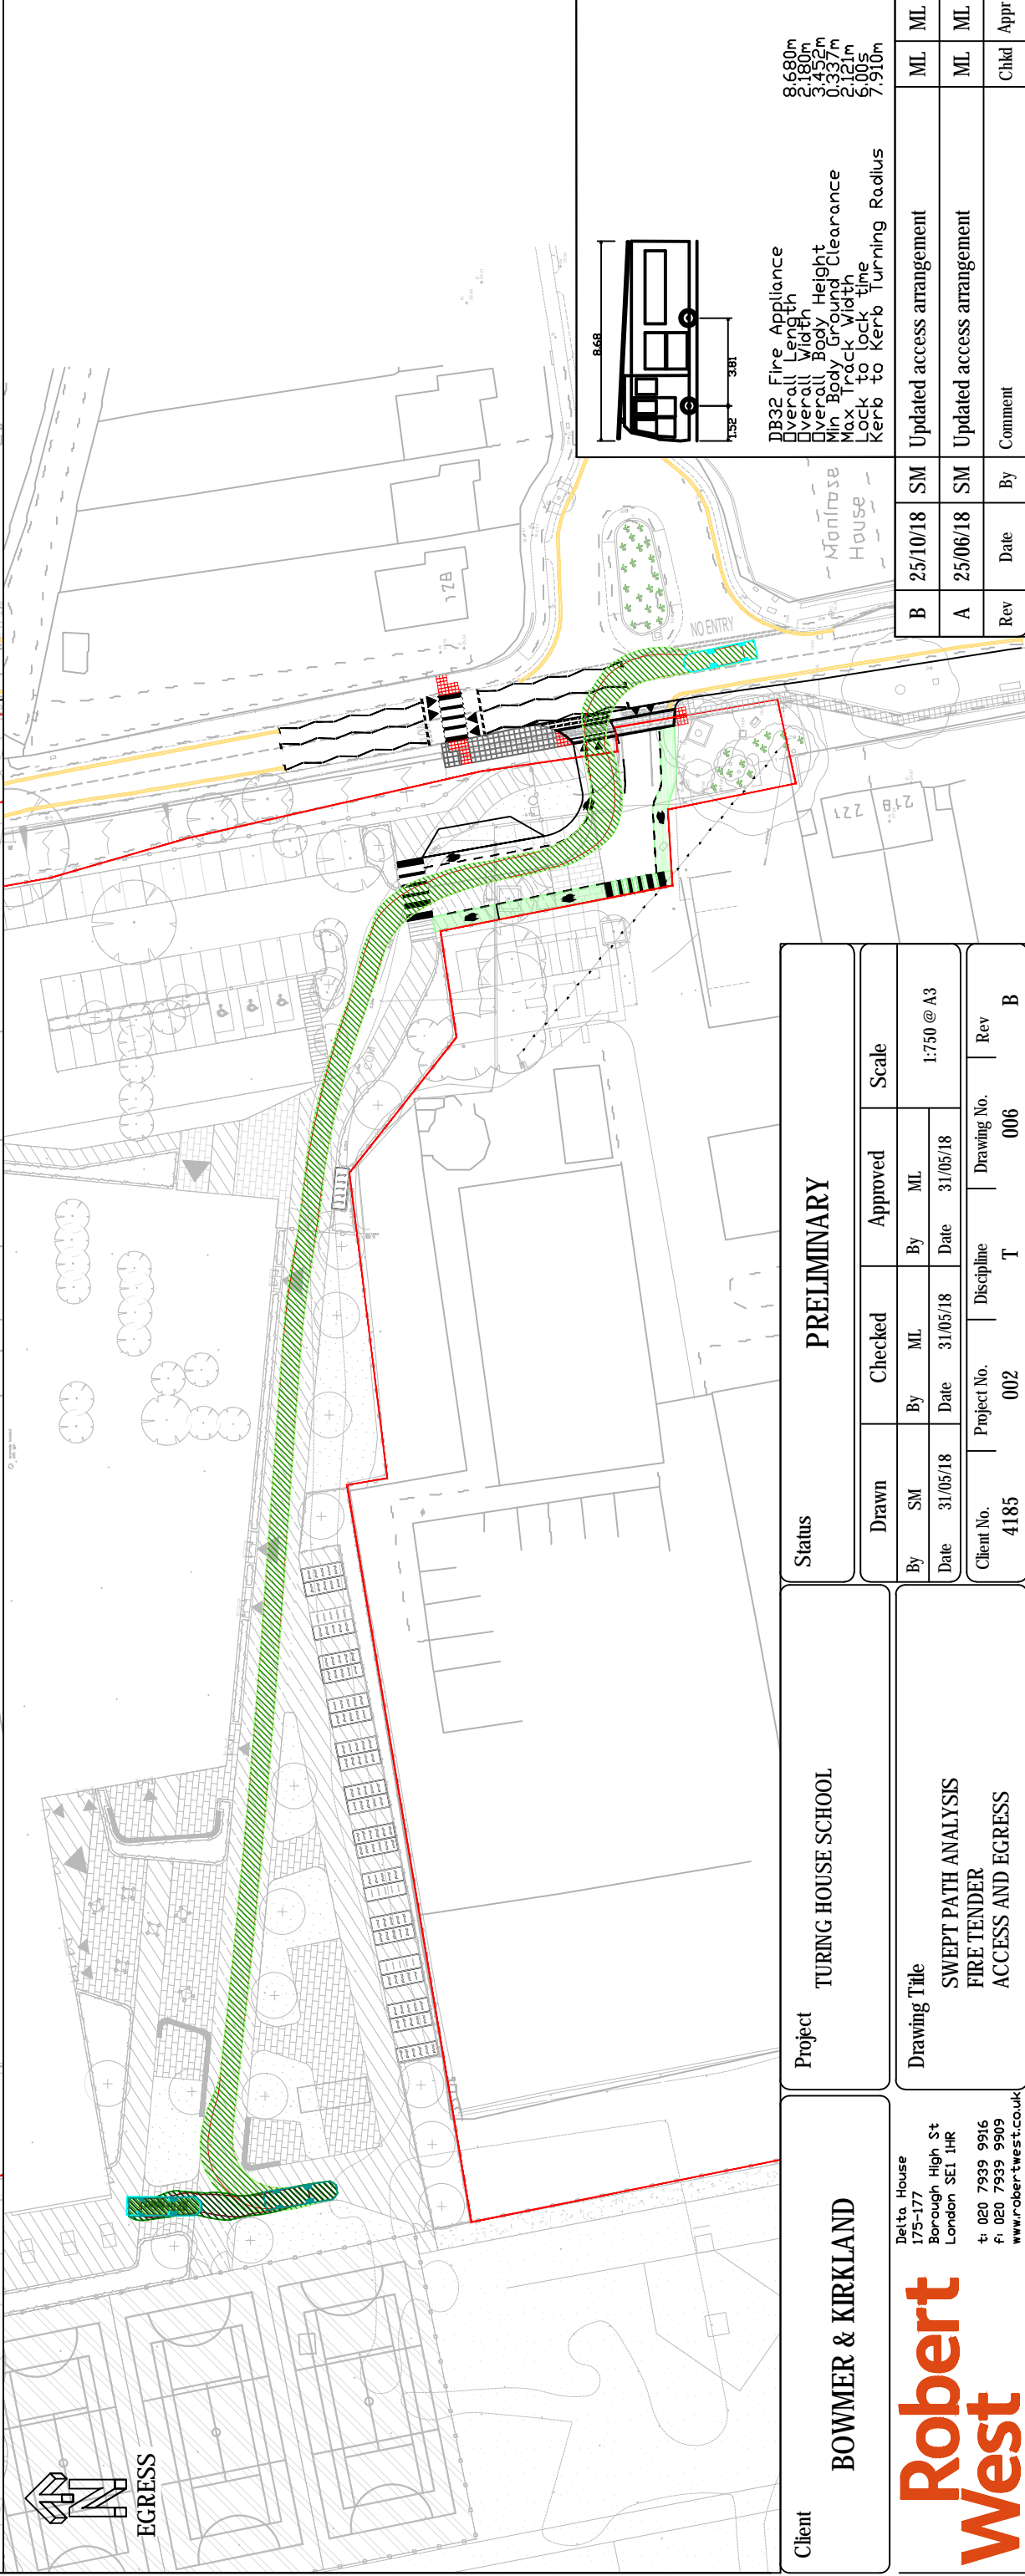 EGRESS
NO ENTRY
House
12B
221
21B
8.68
1.52
3.81
DB32 Fire Appliance
Overall Length 8.680m
Overall Width 2.180m
Overall Body Height 3.452m
Min Body Ground Clearance 0.337m
Max Track Width 2.121m
Lock to lock time 6.00s
Kerb to Kerb Turning Radius 7.910m
B 25/10/18 SM Updated access arrangement ML ML
A 25/06/18 SM Updated access arrangement ML ML
Rev Date By Comment Chkd Appr
Client
BOWMER & KIRKLAND
Robert
West
Delta House
175-177
Borough High St
London SE1 1HR
t: 020 7939 9916
f: 020 7939 9909
www.robertwest.co.uk
Project
TURING HOUSE SCHOOL
Drawing Title
SWEPT PATH ANALYSIS
FIRE TENDER
ACCESS AND EGRESS
Status
PRELIMINARY
Drawn Checked Approved Scale
By SM By ML By ML 1:750 @ A3
Date 31/05/18 Date 31/05/18 Date 31/05/18
Client No. Project No. Discipline Drawing No. Rev
4185 002 T 006 B